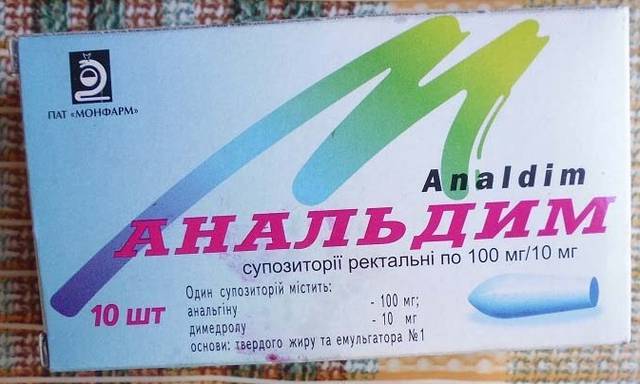 ПАТ «МОНФАРМ»
Analdim
АНАЛЬДИМ
супозиторії ректальні по 100 мг/10 мг
10 шт
Один супозиторій містить:
анальгіну - 100 мг;
димедролу - 10 мг
основи: твердого жиру та емульгатора №1